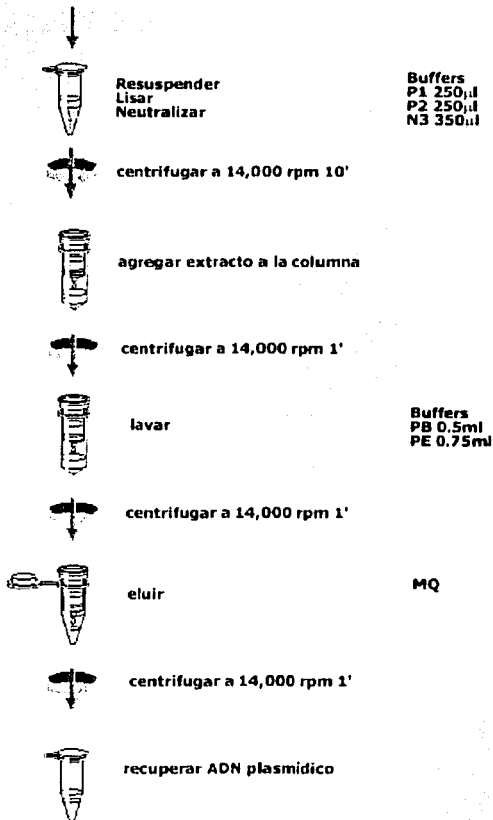 Resuspender
Lisar
Neutralizar
Buffers
P1 250µl
P2 250µl
N3 350µl
centrifugar a 14,000 rpm 10'
agregar extracto a la columna
centrifugar a 14,000 rpm 1'
lavar
Buffers
PB 0.5ml
PE 0.75ml
centrifugar a 14,000 rpm 1'
eluir
MQ
centrifugar a 14,000 rpm 1'
recuperar ADN plasmídico